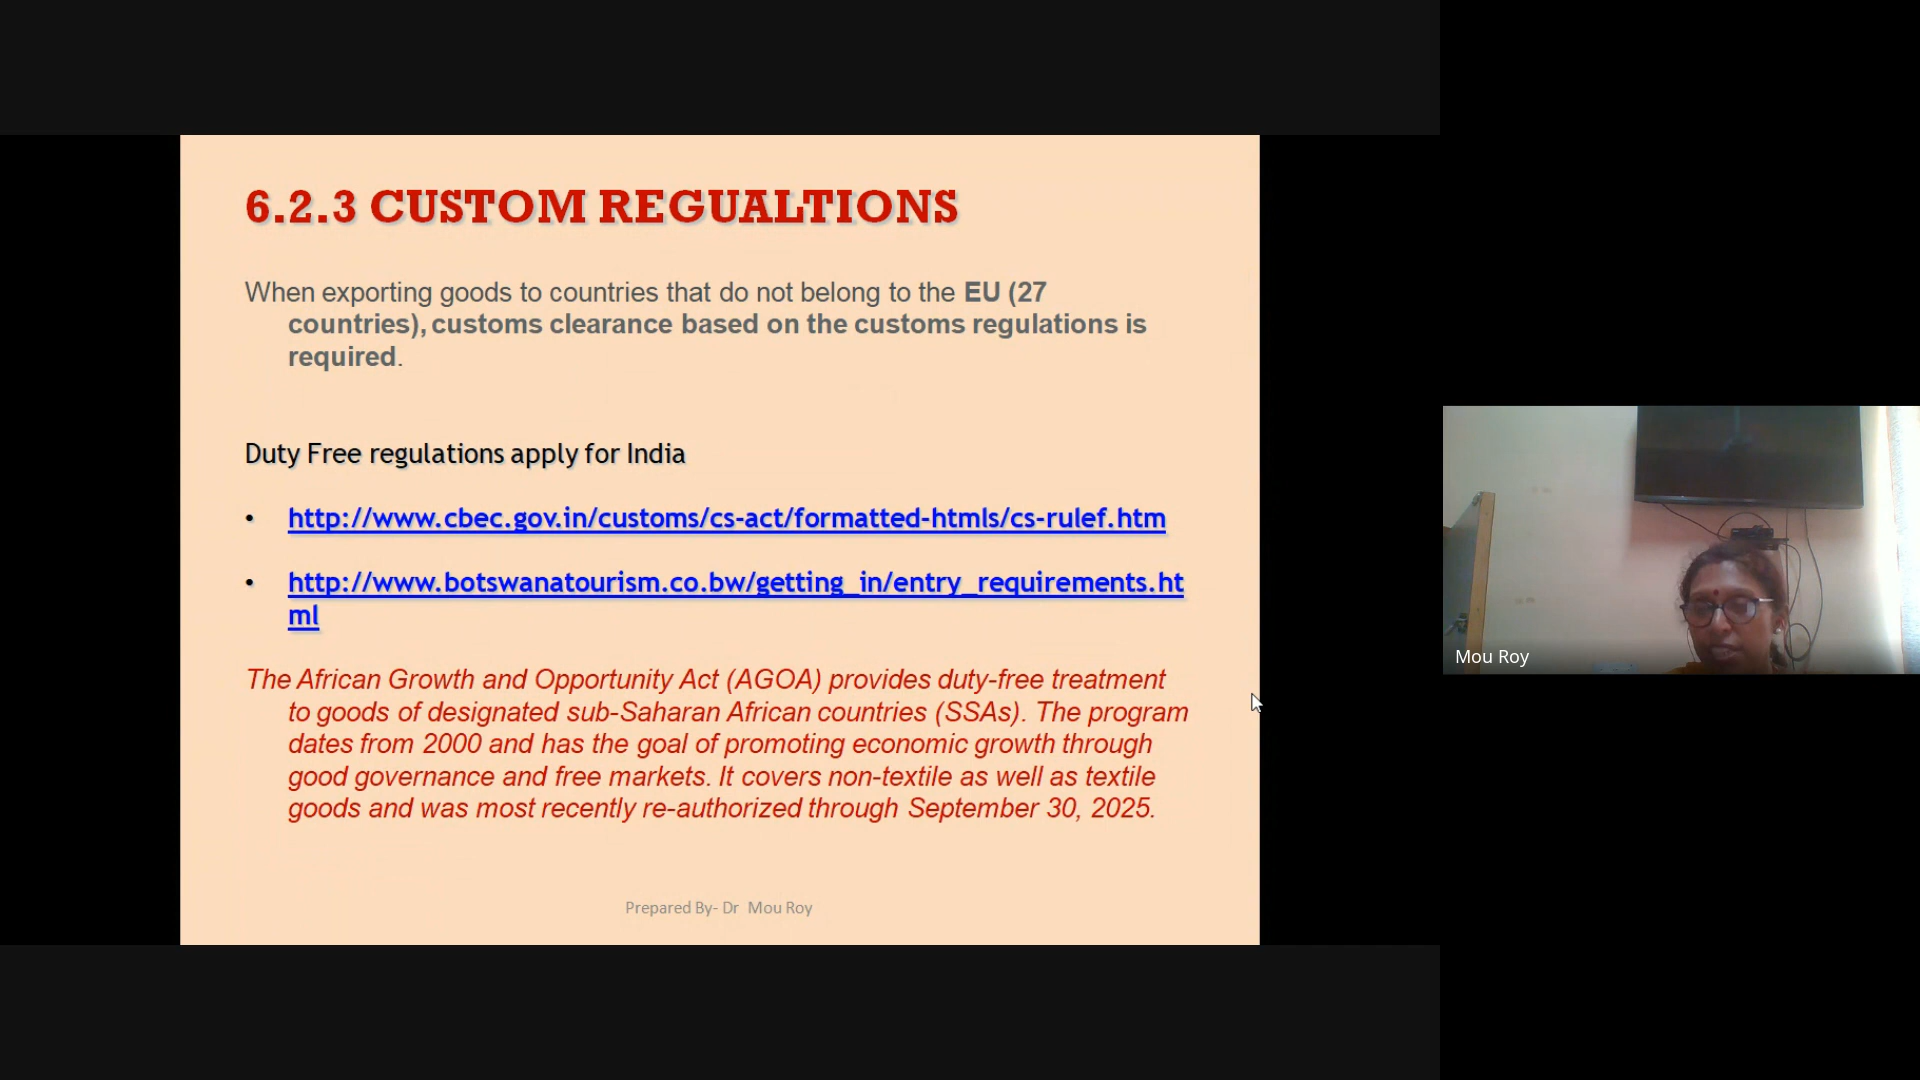 6.2.3 CUSTOM REGUALTIONS
When exporting goods to countries that do not belong to the EU (27
countries), customs clearance based on the customs regulations is
required.
Duty Free regulations apply for India
• http://www.cbec.gov.in/customs/cs-act/formatted-htmls/cs-rulef.htm
• http://www.botswanatourism.co.bw/getting_in/entry_requirements.ht
ml
The African Growth and Opportunity Act (AGOA) provides duty-free treatment
to goods of designated sub-Saharan African countries (SSAs). The program
dates from 2000 and has the goal of promoting economic growth through
good governance and free markets. It covers non-textile as well as textile
goods and was most recently re-authorized through September 30, 2025.
Prepared By- Dr Mou Roy
Mou Roy